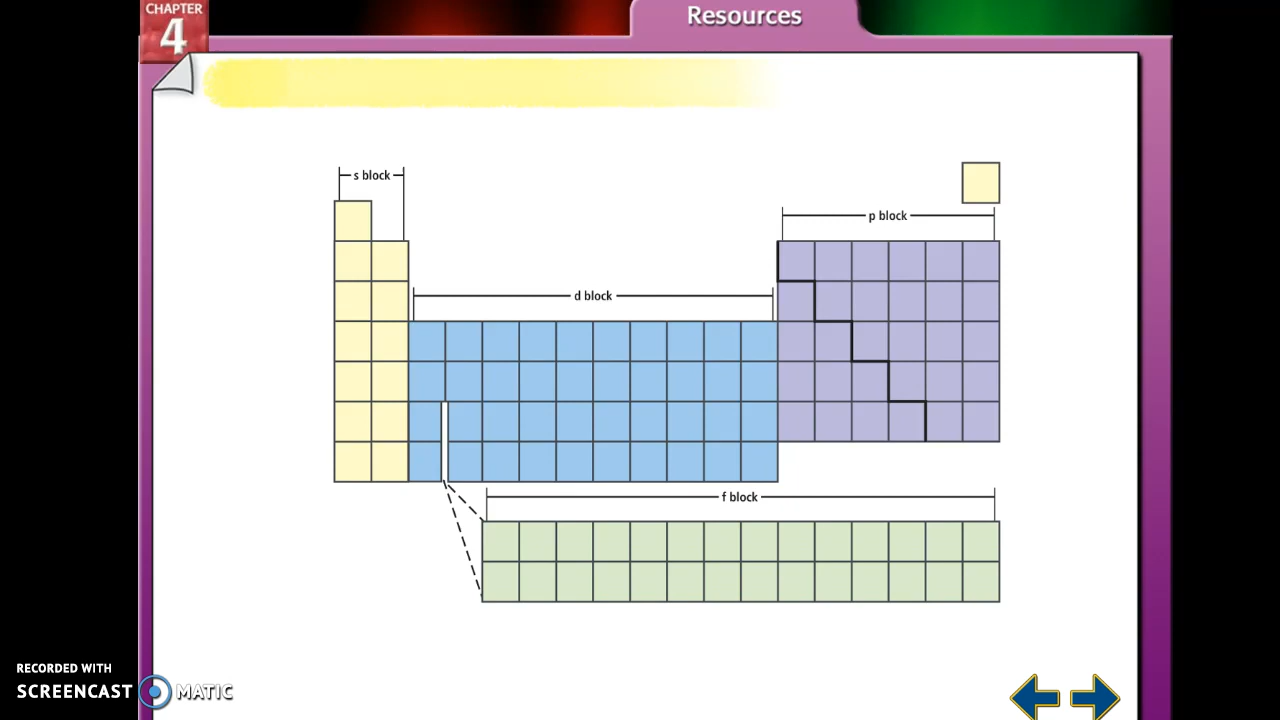 CHAPTER
4
Resources
s block
p block
d block
f block
RECORDED WITH
SCREENCAST MATIC